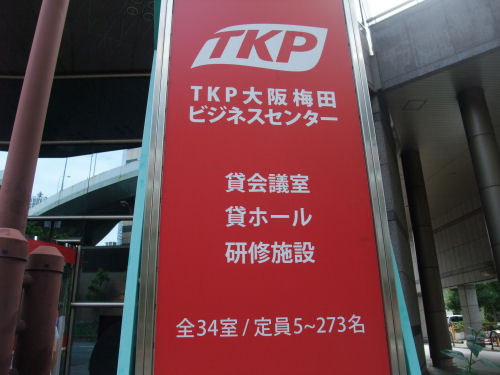 TKP
TKP大阪梅田
ビジネスセンター
貸会議室
貸ホール
研修施設
全34室 / 定員5~273名